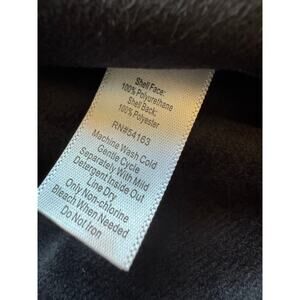 Shell Face:
100% Polyurethane
Shell Back:
100% Polyester
RN#54163
Machine Wash Cold
Gentle Cycle
Separately With Mild
Detergent Inside Out
Line Dry
Only Non-chlorine
Bleach When Needed
Do Not Iron